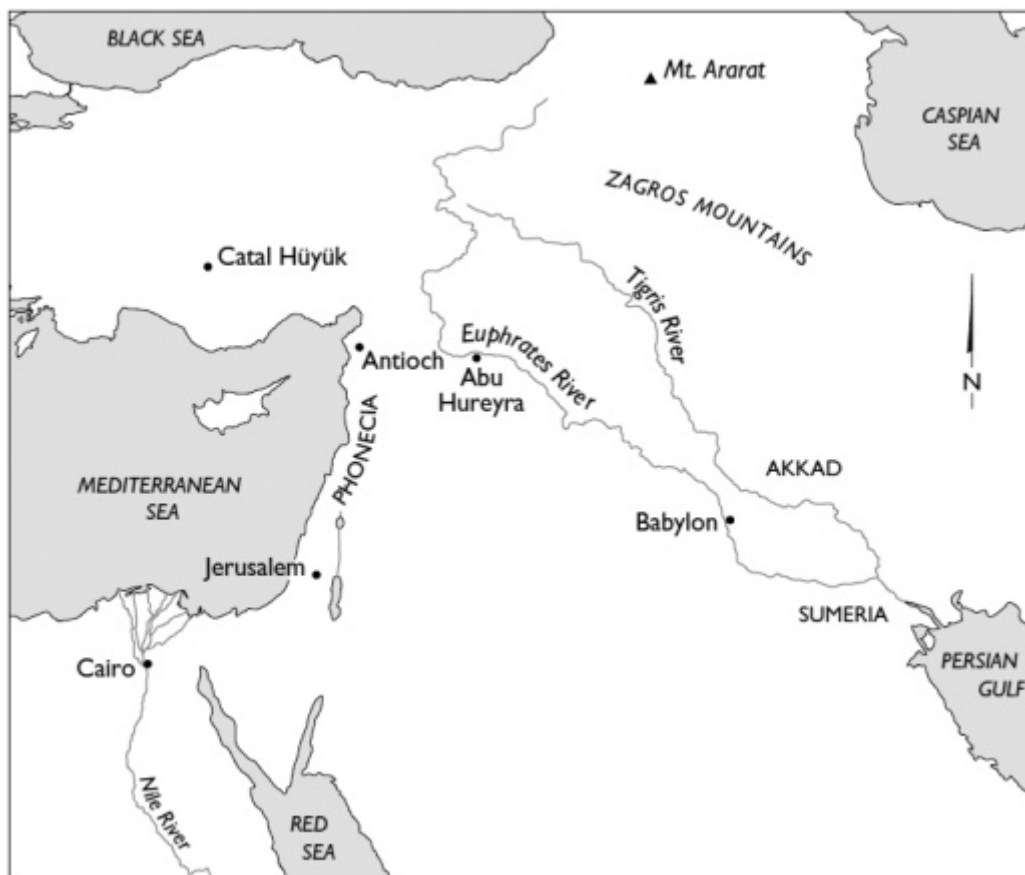 BLACK SEA
Mt. Ararat
CASPIAN
SEA
ZAGROS MOUNTAINS
Catal Hüyük
Tigris River
Euphrates River
Antioch
Abu
Hureyra
N
PHONECIA
MEDITERRANEAN
SEA
AKKAD
Babylon
Jerusalem
SUMERIA
Cairo
PERSIAN
GULF
Nile River
RED
SEA